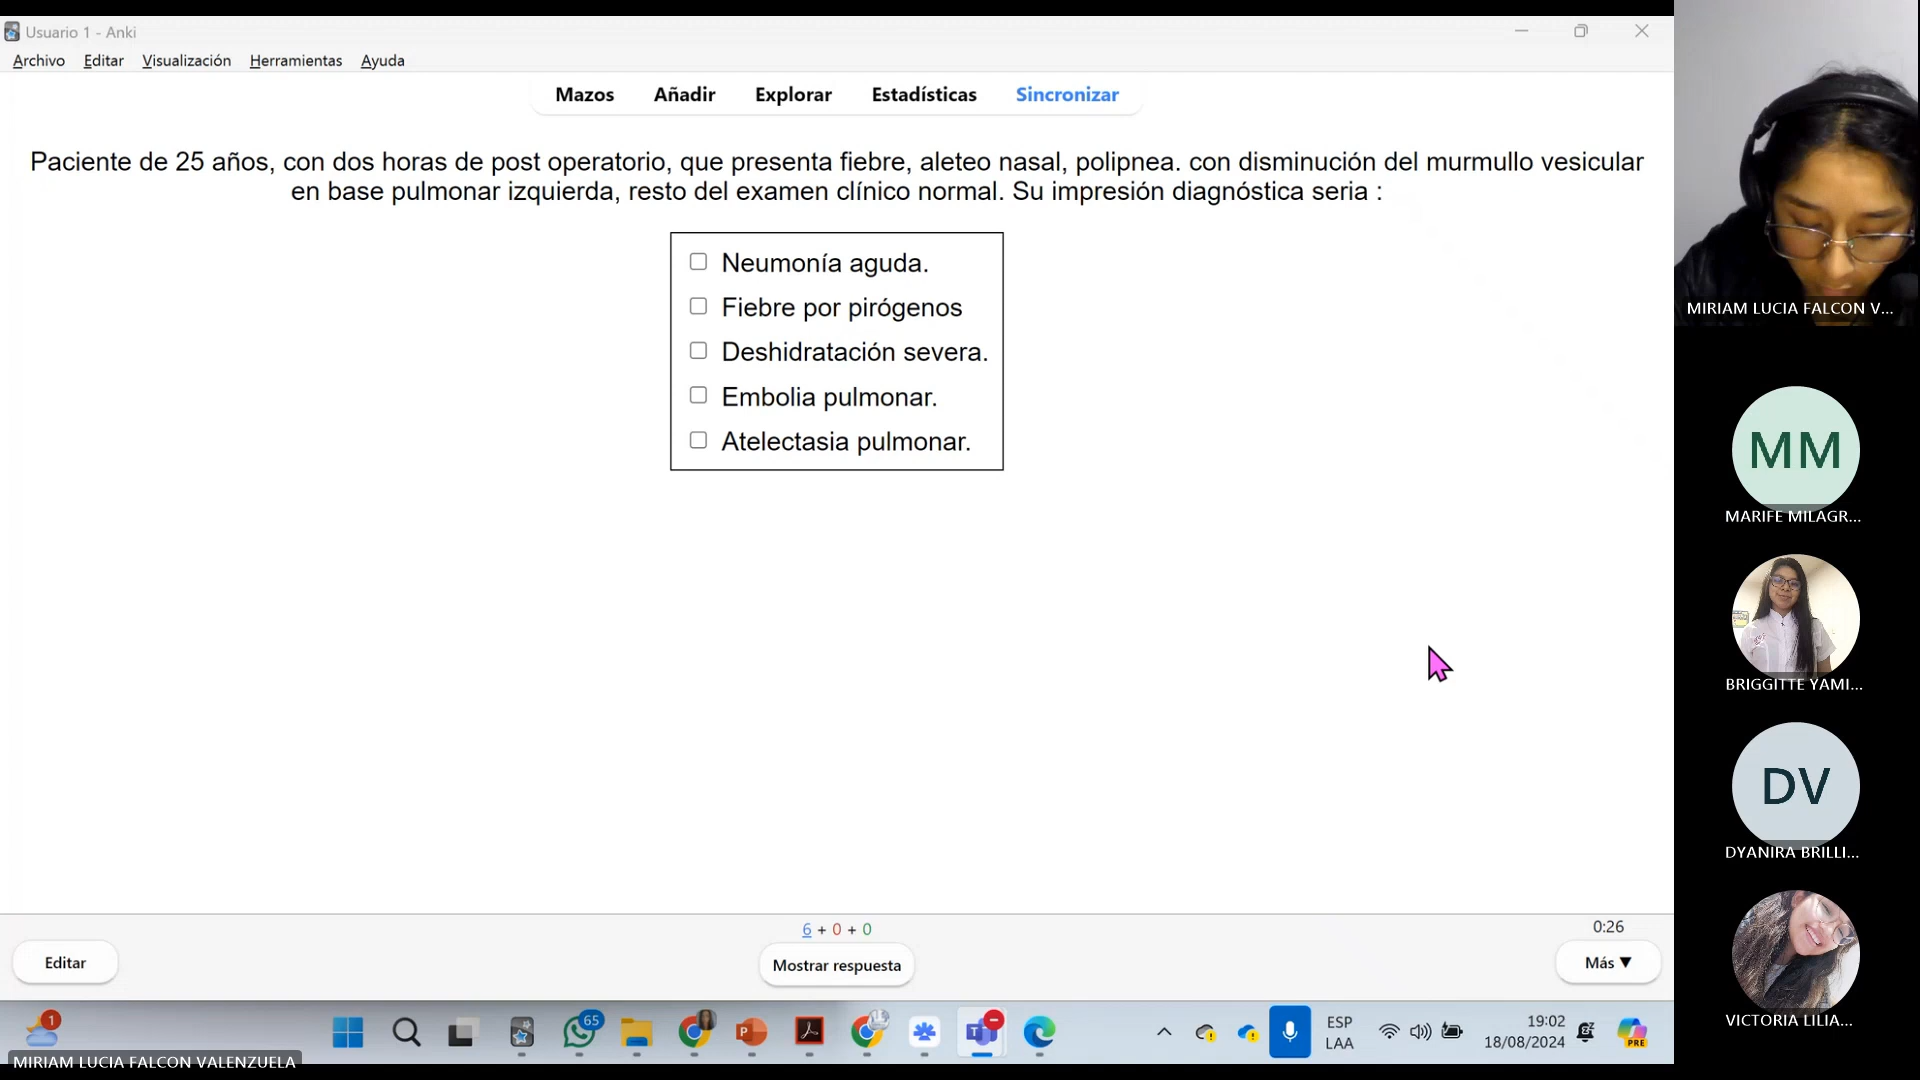 Usuario 1 - Anki
Archivo Editar Visualización Herramientas Ayuda
Mazos Añadir Explorar Estadísticas Sincronizar
Paciente de 25 años, con dos horas de post operatorio, que presenta fiebre, aleteo nasal, polipnea. con disminución del murmullo vesicular
en base pulmonar izquierda, resto del examen clínico normal. Su impresión diagnóstica seria :
Neumonía aguda.
Fiebre por pirógenos
Deshidratación severa.
Embolia pulmonar.
Atelectasia pulmonar.
6 + 0 + 0
0:26
Editar
Mostrar respuesta
Más ▼
1
65
ESP
LAA
19:02
18/08/2024
PRE
MIRIAM LUCIA FALCON VALENZUELA
MIRIAM LUCIA FALCON V...
MM
MARIFE MILAGR...
BRIGGITTE YAMI...
DV
DYANIRA BRILLI...
VICTORIA LILIA...